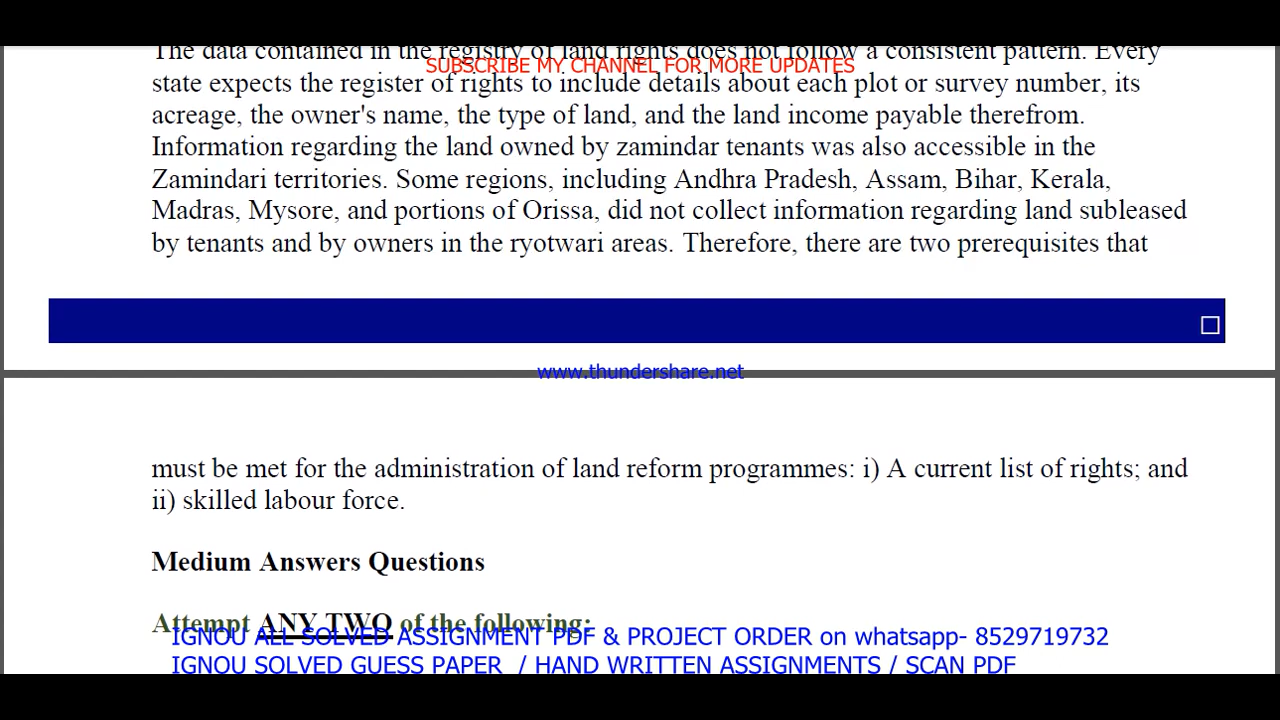 The data contained in the registry of land rights does not follow a consistent pattern. Every
SUBSCRIBE MY CHANNEL FOR MORE UPDATES
state expects the register of rights to include details about each plot or survey number, its
acreage, the owner's name, the type of land, and the land income payable therefrom.
Information regarding the land owned by zamindar tenants was also accessible in the
Zamindari territories. Some regions, including Andhra Pradesh, Assam, Bihar, Kerala,
Madras, Mysore, and portions of Orissa, did not collect information regarding land subleased
by tenants and by owners in the ryotwari areas. Therefore, there are two prerequisites that
www.thundershare.net
must be met for the administration of land reform programmes: i) A current list of rights; and
ii) skilled labour force.
Medium Answers Questions
Attempt ANY TWO of the following:
IGNOU ALL SOLVED ASSIGNMENT PDF & PROJECT ORDER on whatsapp- 8529719732
IGNOU SOLVED GUESS PAPER / HAND WRITTEN ASSIGNMENTS / SCAN PDF